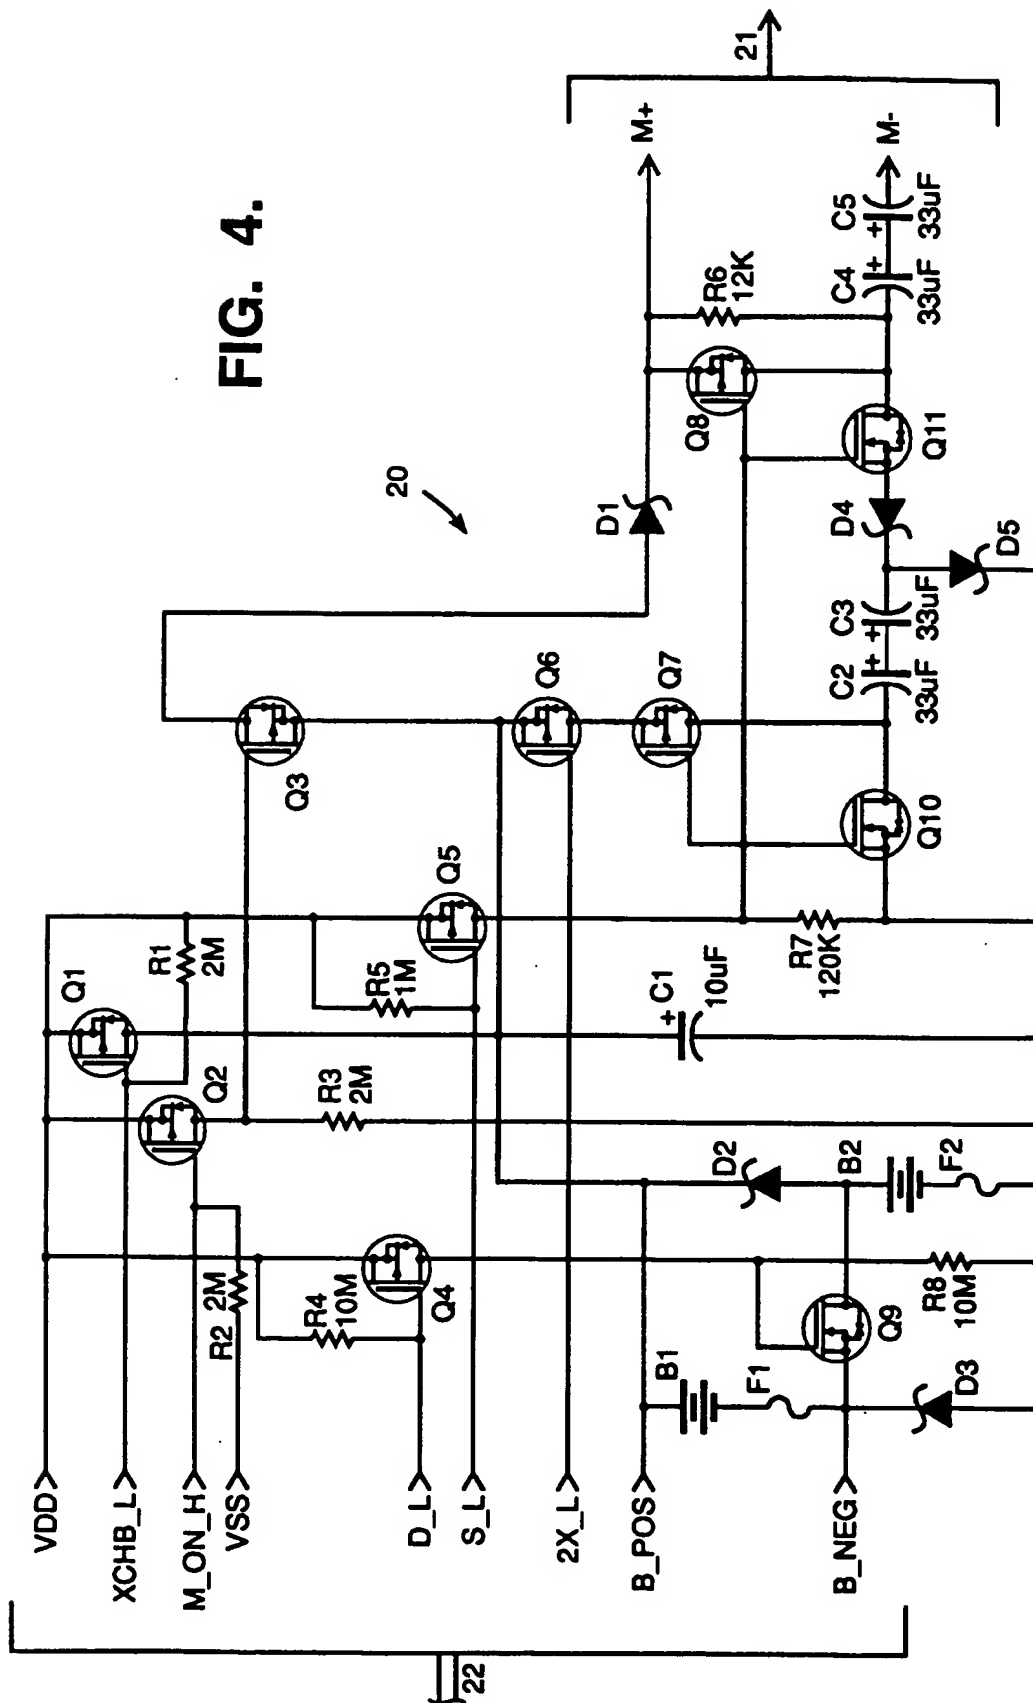 FIG. 4.
20
21
22
VDD
XCHB_L
M_ON_H
VSS
D_L
S_L
2X_L
B_POS
B_NEG
M+
M-
Q1
R1
2M
Q2
R2
2M
R3
2M
Q3
R4
10M
Q4
R5
1M
Q5
Q6
Q7
C1
+
10uF
R7
120K
D1
Q8
R6
12K
D2
B1
F1
B2
F2
Q9
R8
10M
D3
Q10
C2
+
33uF
C3
+
33uF
D4
D5
Q11
C4
+
33uF
C5
+
33uF